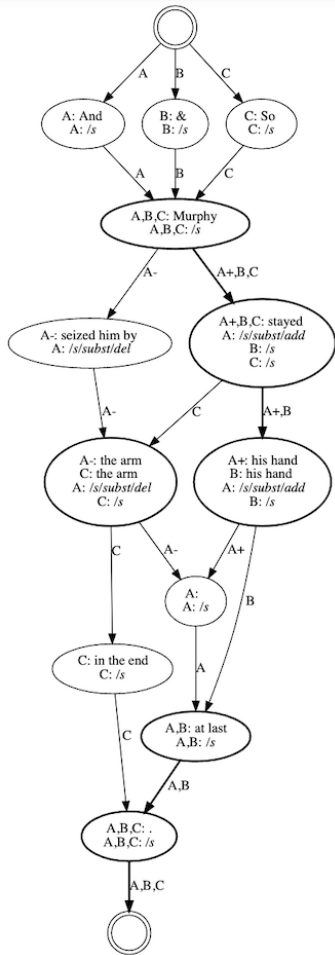 A
B
C
A: And
A: /s
B: &
B: /s
C: So
C: /s
A
B
C
A,B,C: Murphy
A,B,C: /s
A-
A+,B,C
A-: seized him by
A: /s/subst/del
A+,B,C: stayed
A: /s/subst/add
B: /s
C: /s
A-
C
A+,B
A-: the arm
C: the arm
A: /s/subst/del
C: /s
A+: his hand
B: his hand
A: /s/subst/add
B: /s
C
A-
A+
B
A:
A: /s
C: in the end
C: /s
A
C
A,B: at last
A,B: /s
A,B
A,B,C: .
A,B,C: /s
A,B,C